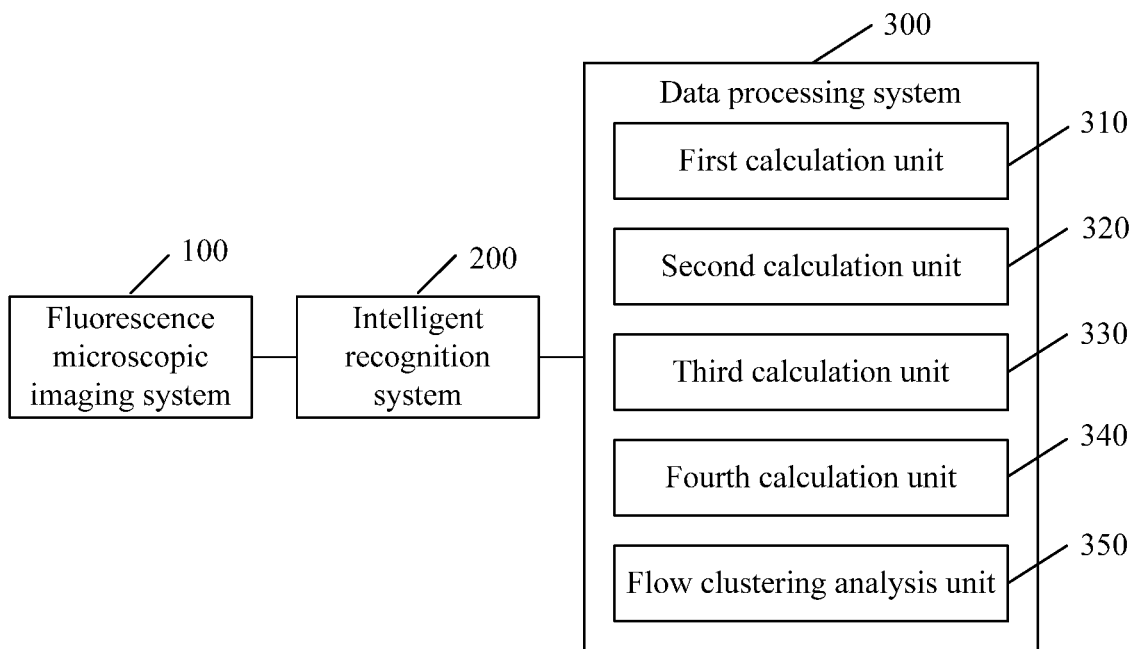 300
Data processing system
310
First calculation unit
320
Second calculation unit
100
200
Fluorescence
microscopic
imaging system
Intelligent
recognition
system
330
Third calculation unit
340
Fourth calculation unit
350
Flow clustering analysis unit